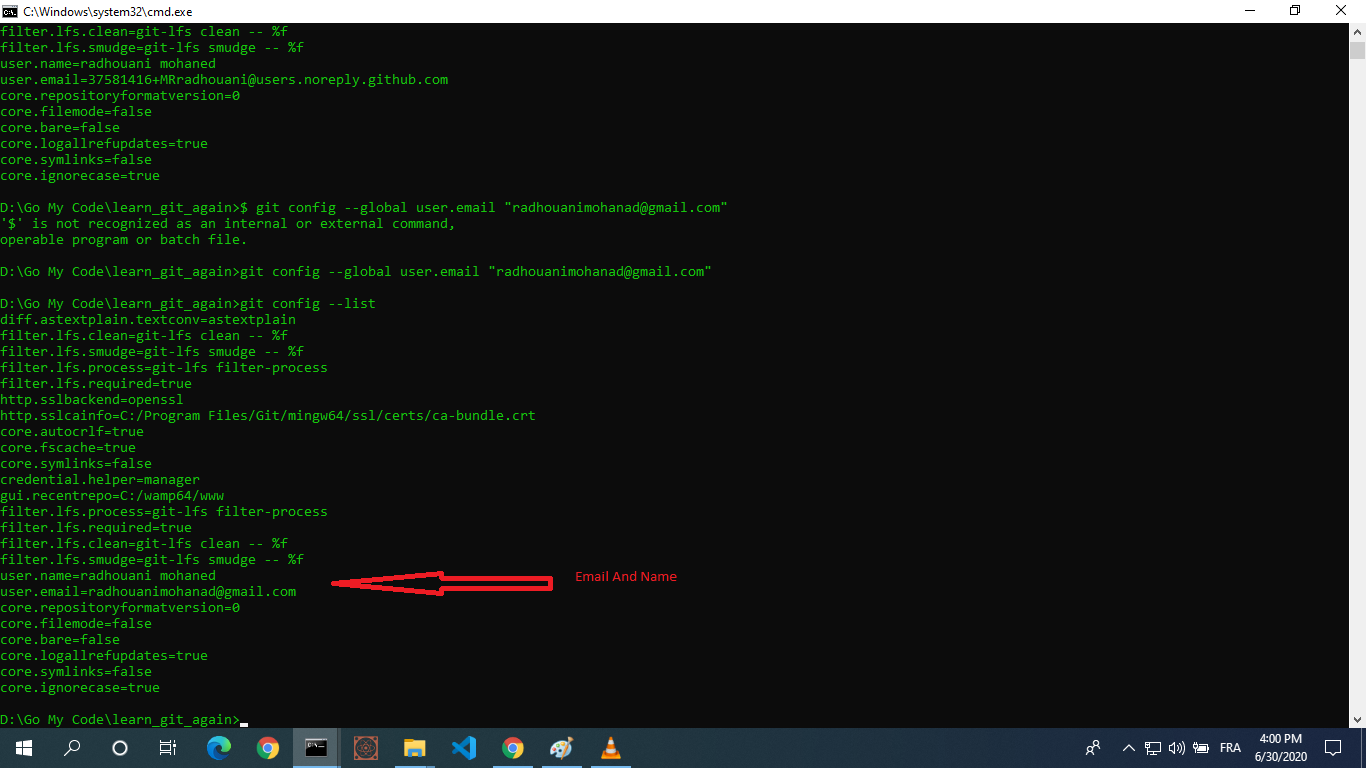 C:\Windows\system32\cmd.exe
filter.lfs.clean=git-lfs clean -- %f
filter.lfs.smudge=git-lfs smudge -- %f
user.name=radhouani mohaned
user.email=37581416+MRradhouani@users.noreply.github.com
core.repositoryformatversion=0
core.filemode=false
core.bare=false
core.logallrefupdates=true
core.symlinks=false
core.ignorecase=true
D:\Go My Code\learn_git_again>$ git config --global user.email "radhouanimohanad@gmail.com"
'$' is not recognized as an internal or external command,
operable program or batch file.
D:\Go My Code\learn_git_again>git config --global user.email "radhouanimohanad@gmail.com"
D:\Go My Code\learn_git_again>git config --list
diff.astextplain.textconv=astextplain
filter.lfs.clean=git-lfs clean -- %f
filter.lfs.smudge=git-lfs smudge -- %f
filter.lfs.process=git-lfs filter-process
filter.lfs.required=true
http.sslbackend=openssl
http.sslcainfo=C:/Program Files/Git/mingw64/ssl/certs/ca-bundle.crt
core.autocrlf=true
core.fscache=true
core.symlinks=false
credential.helper=manager
gui.recentrepo=C:/wamp64/www
filter.lfs.process=git-lfs filter-process
filter.lfs.required=true
filter.lfs.clean=git-lfs clean -- %f
filter.lfs.smudge=git-lfs smudge -- %f
user.name=radhouani mohaned
Email And Name
user.email=radhouanimohanad@gmail.com
core.repositoryformatversion=0
core.filemode=false
core.bare=false
core.logallrefupdates=true
core.symlinks=false
core.ignorecase=true
D:\Go My Code\learn_git_again>
FRA
4:00 PM
6/30/2020